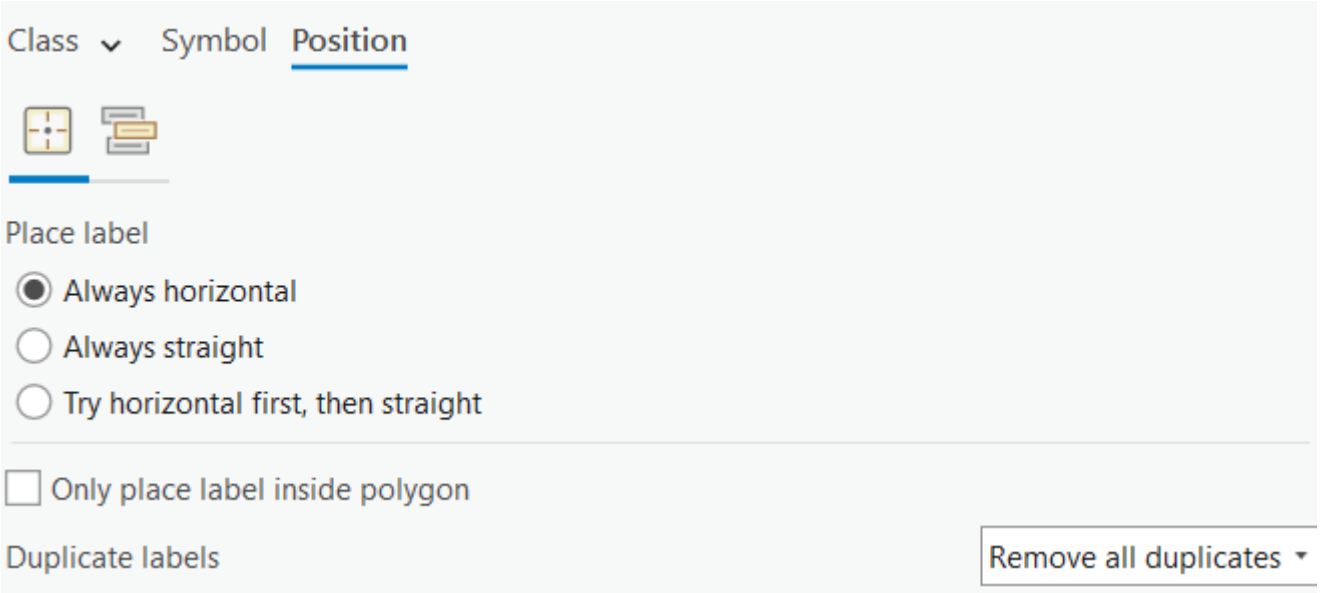 Class Symbol Position
Place label
Always horizontal
Always straight
Try horizontal first, then straight
Only place label inside polygon
Duplicate labels Remove all duplicates